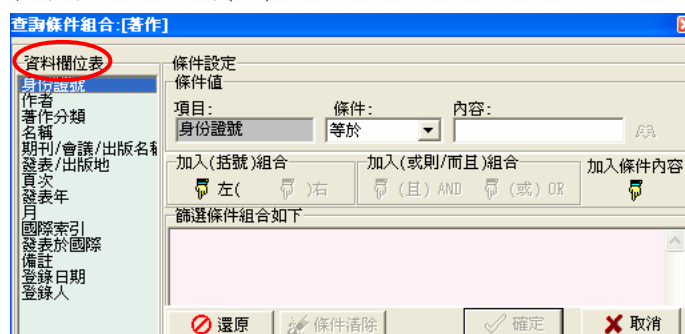 查詢條件組合:[著作]
資料欄位表
身份證號
作者
著作分類
名稱
期刊/會議/出版名稱
發表/出版地
頁次
發表年
月
國際索引
發表於國際
備註
登錄日期
登錄人
條件設定
條件值
項目:
條件:
內容:
身份證號
等於
加入(括號)組合
加入(或則/而且)組合
加入條件內容
左(
)右
(且) AND
(或) OR
篩選條件組合如下
還原
條件清除
確定
取消